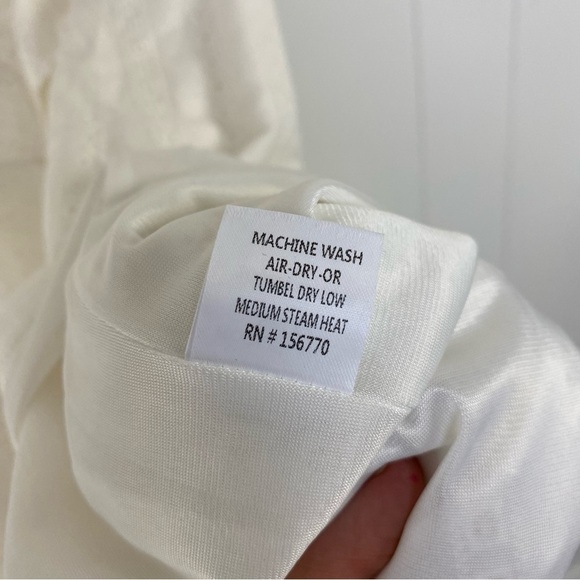 MACHINE WASH
AIR-DRY-OR
TUMBEL DRY LOW
MEDIUM STEAM HEAT
RN # 156770